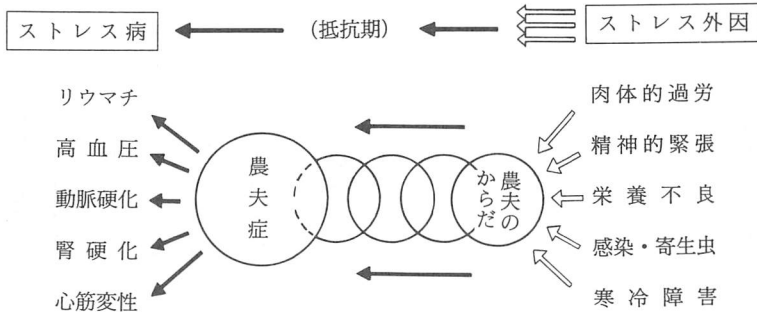 ストレス病
(抵抗期)
ストレス外因
リウマチ
高血圧
動脈硬化
腎硬化
心筋変性
農夫症
農夫の
からだ
肉体的過労
精神的緊張
栄養不良
感染・寄生虫
寒冷障害